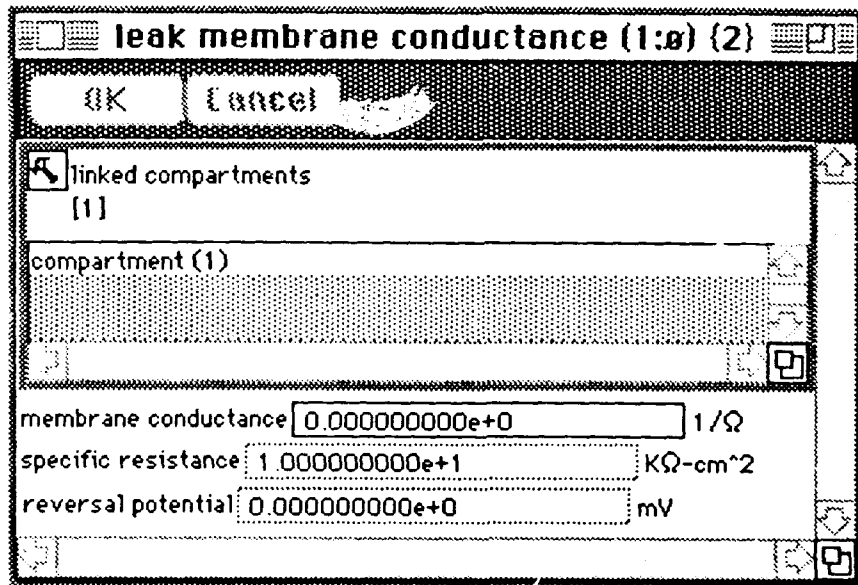 leak membrane conductance (1:ø) {2}
OK Cancel
linked compartments
[1]
compartment (1)
membrane conductance 0.000000000e+0 1/Ω
specific resistance 1.000000000e+1 KΩ-cm^2
reversal potential 0.000000000e+0 mV